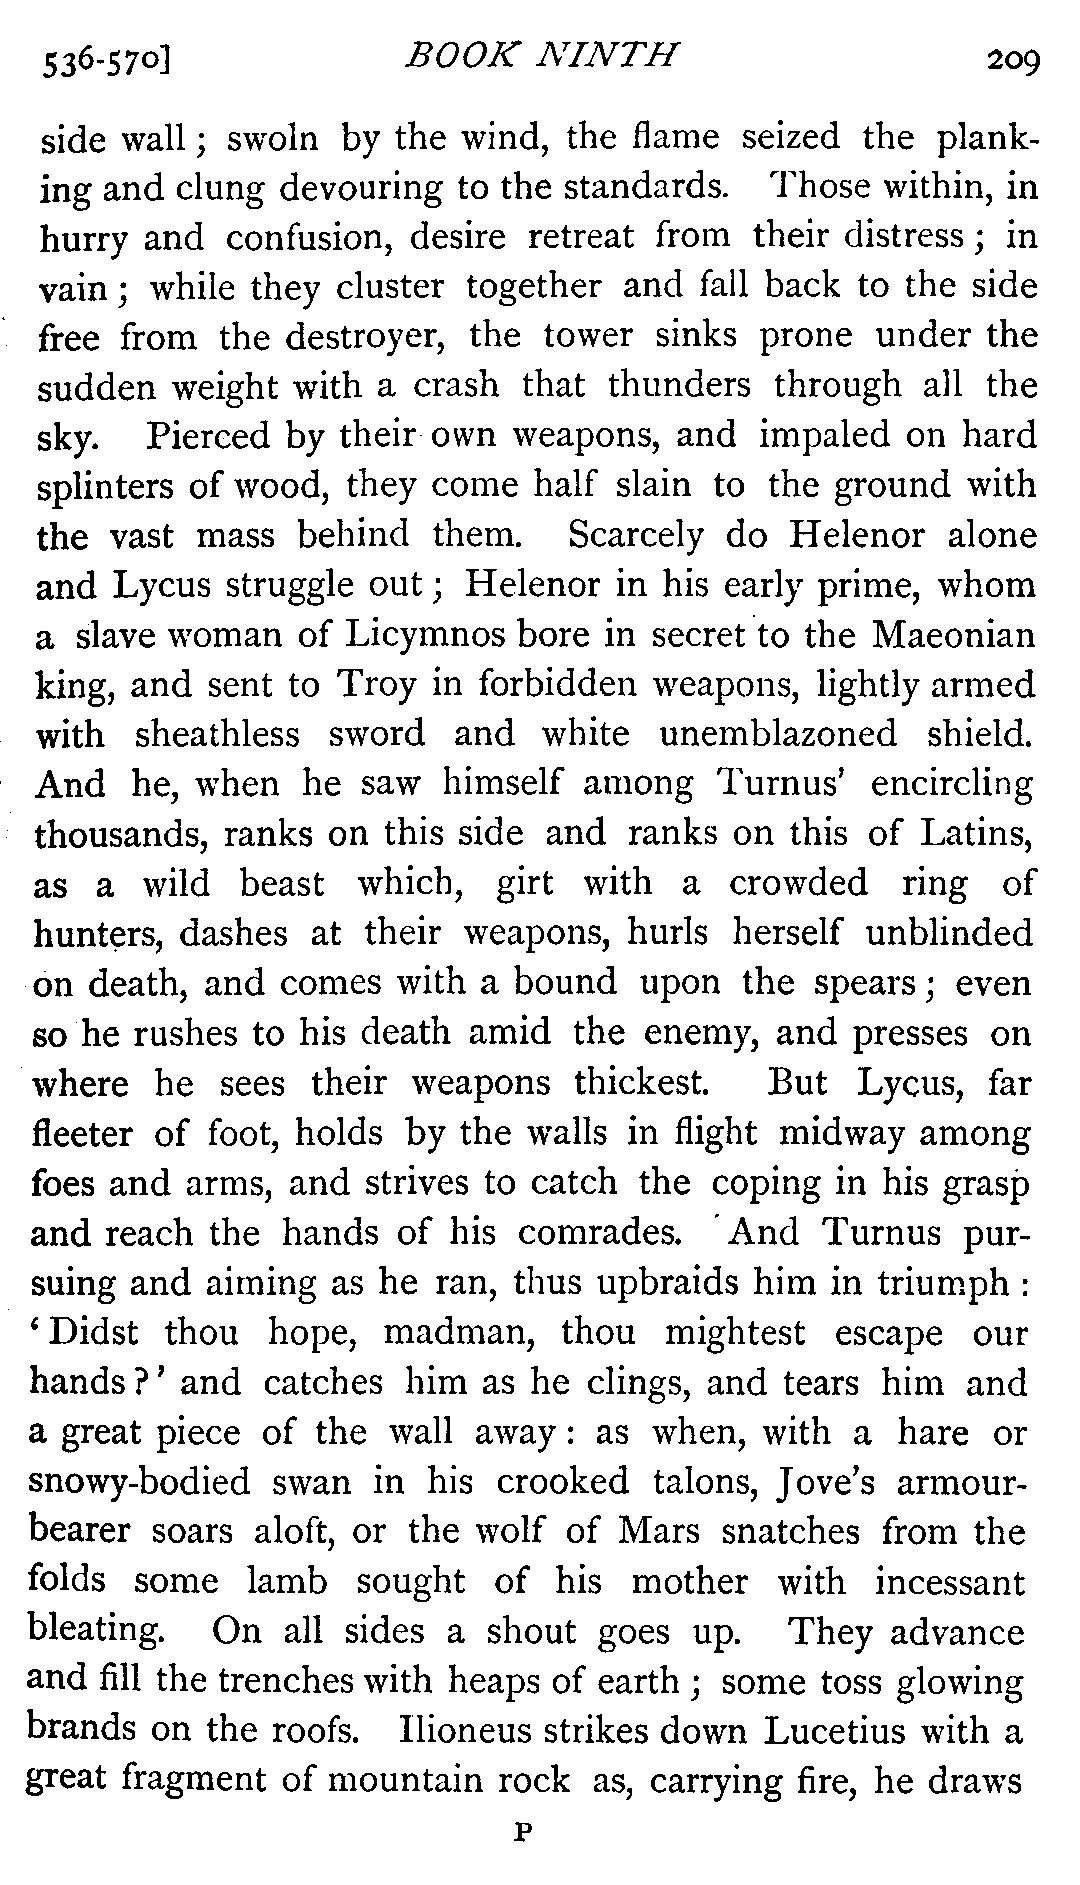 536-570] BOOK NINTH 209
side wall ; swoln by the wind, the flame seized the plank-
ing and clung devouring to the standards. Those within, in
hurry and confusion, desire retreat from their distress ; in
vain ; while they cluster together and fall back to the side
free from the destroyer, the tower sinks prone under the
sudden weight with a crash that thunders through all the
sky. Pierced by their own weapons, and impaled on hard
splinters of wood, they come half slain to the ground with
the vast mass behind them. Scarcely do Helenor alone
and Lycus struggle out ; Helenor in his early prime, whom
a slave woman of Licymnos bore in secret to the Maeonian
king, and sent to Troy in forbidden weapons, lightly armed
with sheathless sword and white unemblazoned shield.
And he, when he saw himself among Turnus' encircling
thousands, ranks on this side and ranks on this of Latins,
as a wild beast which, girt with a crowded ring of
hunters, dashes at their weapons, hurls herself unblinded
on death, and comes with a bound upon the spears ; even
so he rushes to his death amid the enemy, and presses on
where he sees their weapons thickest. But Lycus, far
fleeter of foot, holds by the walls in flight midway among
foes and arms, and strives to catch the coping in his grasp
and reach the hands of his comrades. And Turnus pur-
suing and aiming as he ran, thus upbraids him in triumph :
‘ Didst thou hope, madman, thou mightest escape our
hands ? ’ and catches him as he clings, and tears him and
a great piece of the wall away : as when, with a hare or
snowy-bodied swan in his crooked talons, Jove's armour-
bearer soars aloft, or the wolf of Mars snatches from the
folds some lamb sought of his mother with incessant
bleating. On all sides a shout goes up. They advance
and fill the trenches with heaps of earth ; some toss glowing
brands on the roofs. Ilioneus strikes down Lucetius with a
great fragment of mountain rock as, carrying fire, he draws
P